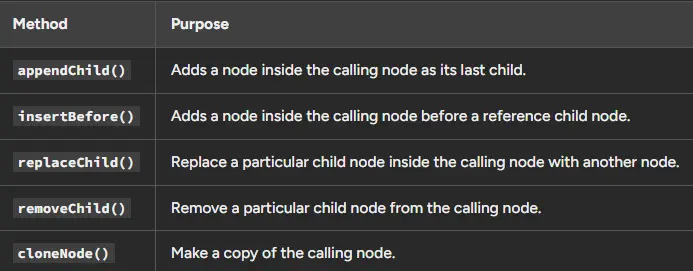 Method Purpose
appendChild() Adds a node inside the calling node as its last child.
insertBefore() Adds a node inside the calling node before a reference child node.
replaceChild() Replace a particular child node inside the calling node with another node.
removeChild() Remove a particular child node from the calling node.
cloneNode() Make a copy of the calling node.